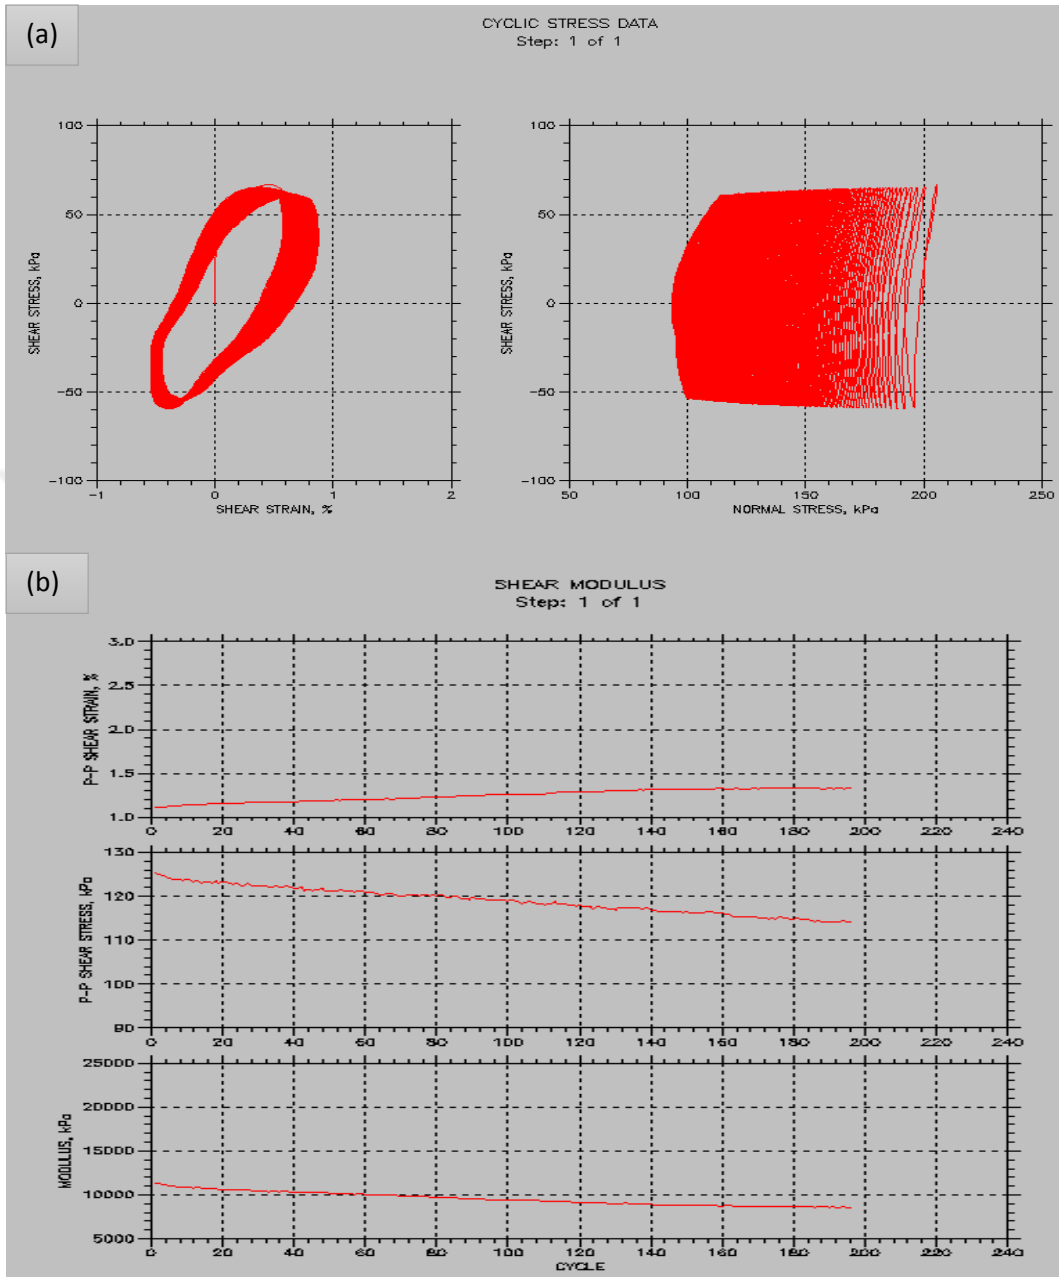 (a)
CYCLIC STRESS DATA
Step: 1 of 1
SHEAR STRESS, kPa
100
50
0
-50
-100
-1 0 1 2
SHEAR STRAIN, %
SHEAR STRESS, kPa
100
50
0
-50
-100
50 100 150 200 250
NORMAL STRESS, kPa
(b)
SHEAR MODULUS
Step: 1 of 1
P-P SHEAR STRAIN, %
3.0
2.5
2.0
1.5
1.0
0 20 40 60 80 100 120 140 160 180 200 220 240
P-P SHEAR STRESS, kPa
130
120
110
100
90
0 20 40 60 80 100 120 140 160 180 200 220 240
MODULUS, kPa
25000
20000
15000
10000
5000
0 20 40 60 80 100 120 140 160 180 200 220 240
CYCLE